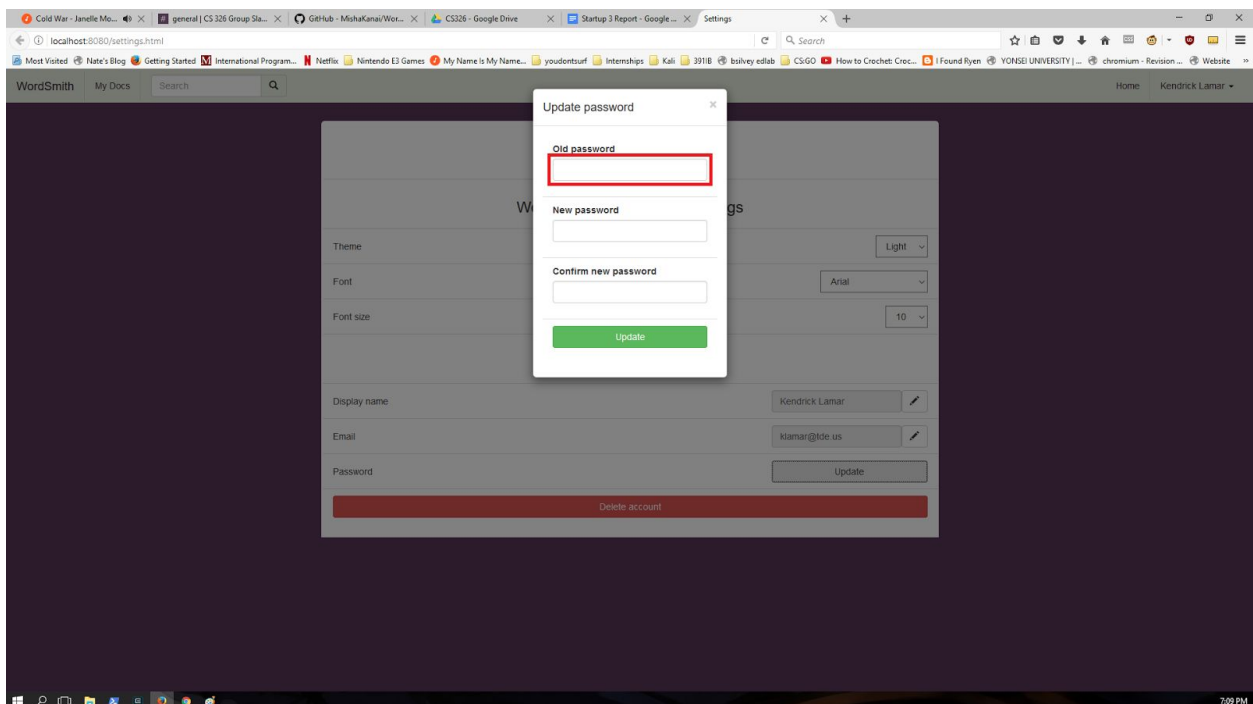 Cold War - Janelle Mo...
general | CS 326 Group Sla...
GitHub - MishaKanai/Wor...
CS326 - Google Drive
Startup 3 Report - Google ...
Settings
localhost:8080/settings.html
Search
Most Visited Nate's Blog Getting Started International Program... Netflix Nintendo E3 Games My Name Is My Name... youdontsurf Internships Kali 391IB bsilvey edlab CS:GO How to Crochet: Croc... I Found Ryen YONSEI UNIVERSITY | ... chromium - Revision ... Website
WordSmith My Docs Search Home Kendrick Lamar
Update password
Old password
New password
Confirm new password
Update
W
gs
Theme Light
Font Arial
Font size 10
Display name Kendrick Lamar
Email klamar@tde.us
Password Update
Delete account
7:09 PM